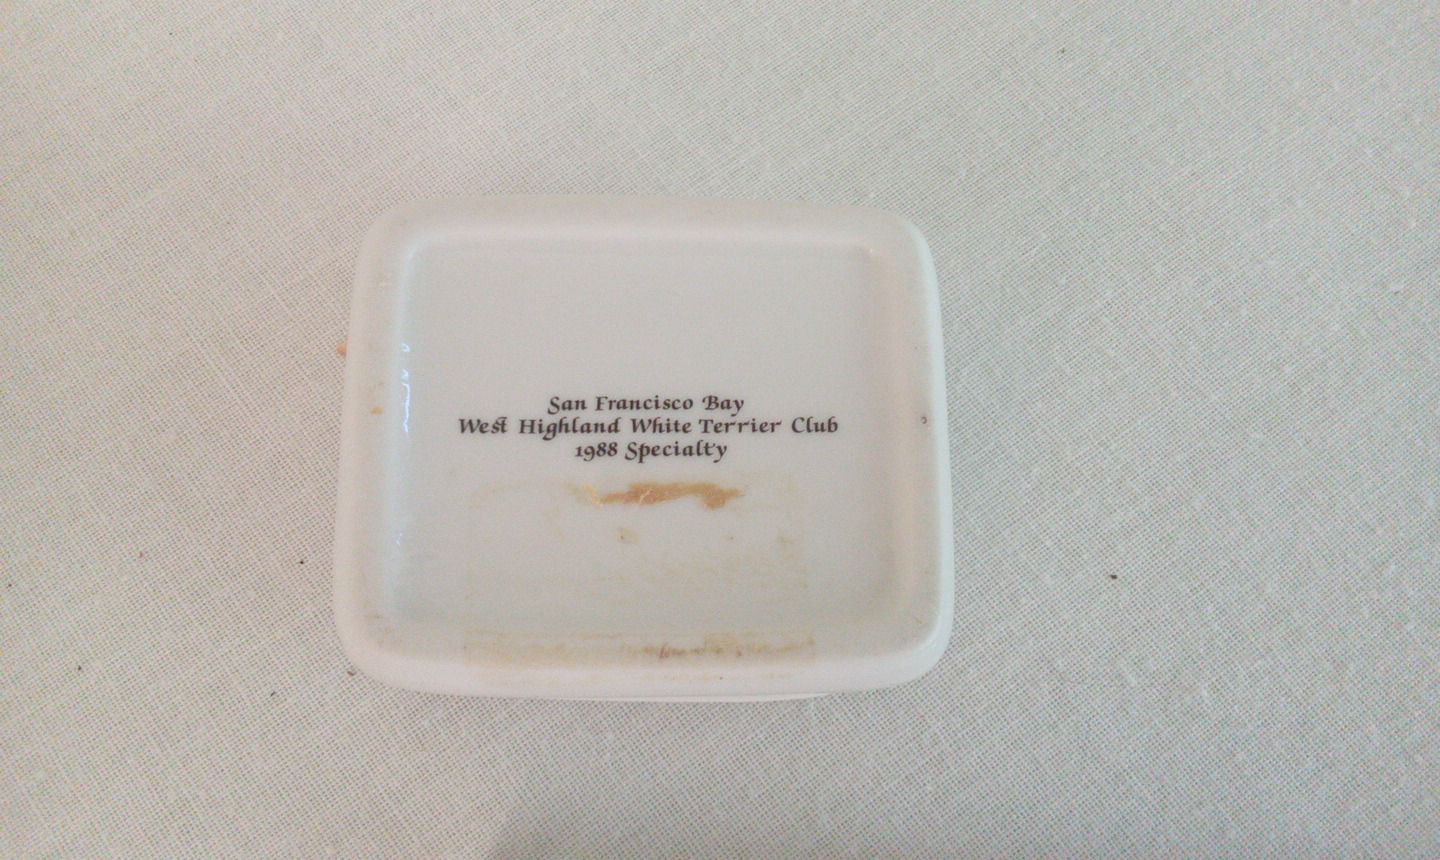 San Francisco Bay
West Highland White Terrier Club
1988 Specialty